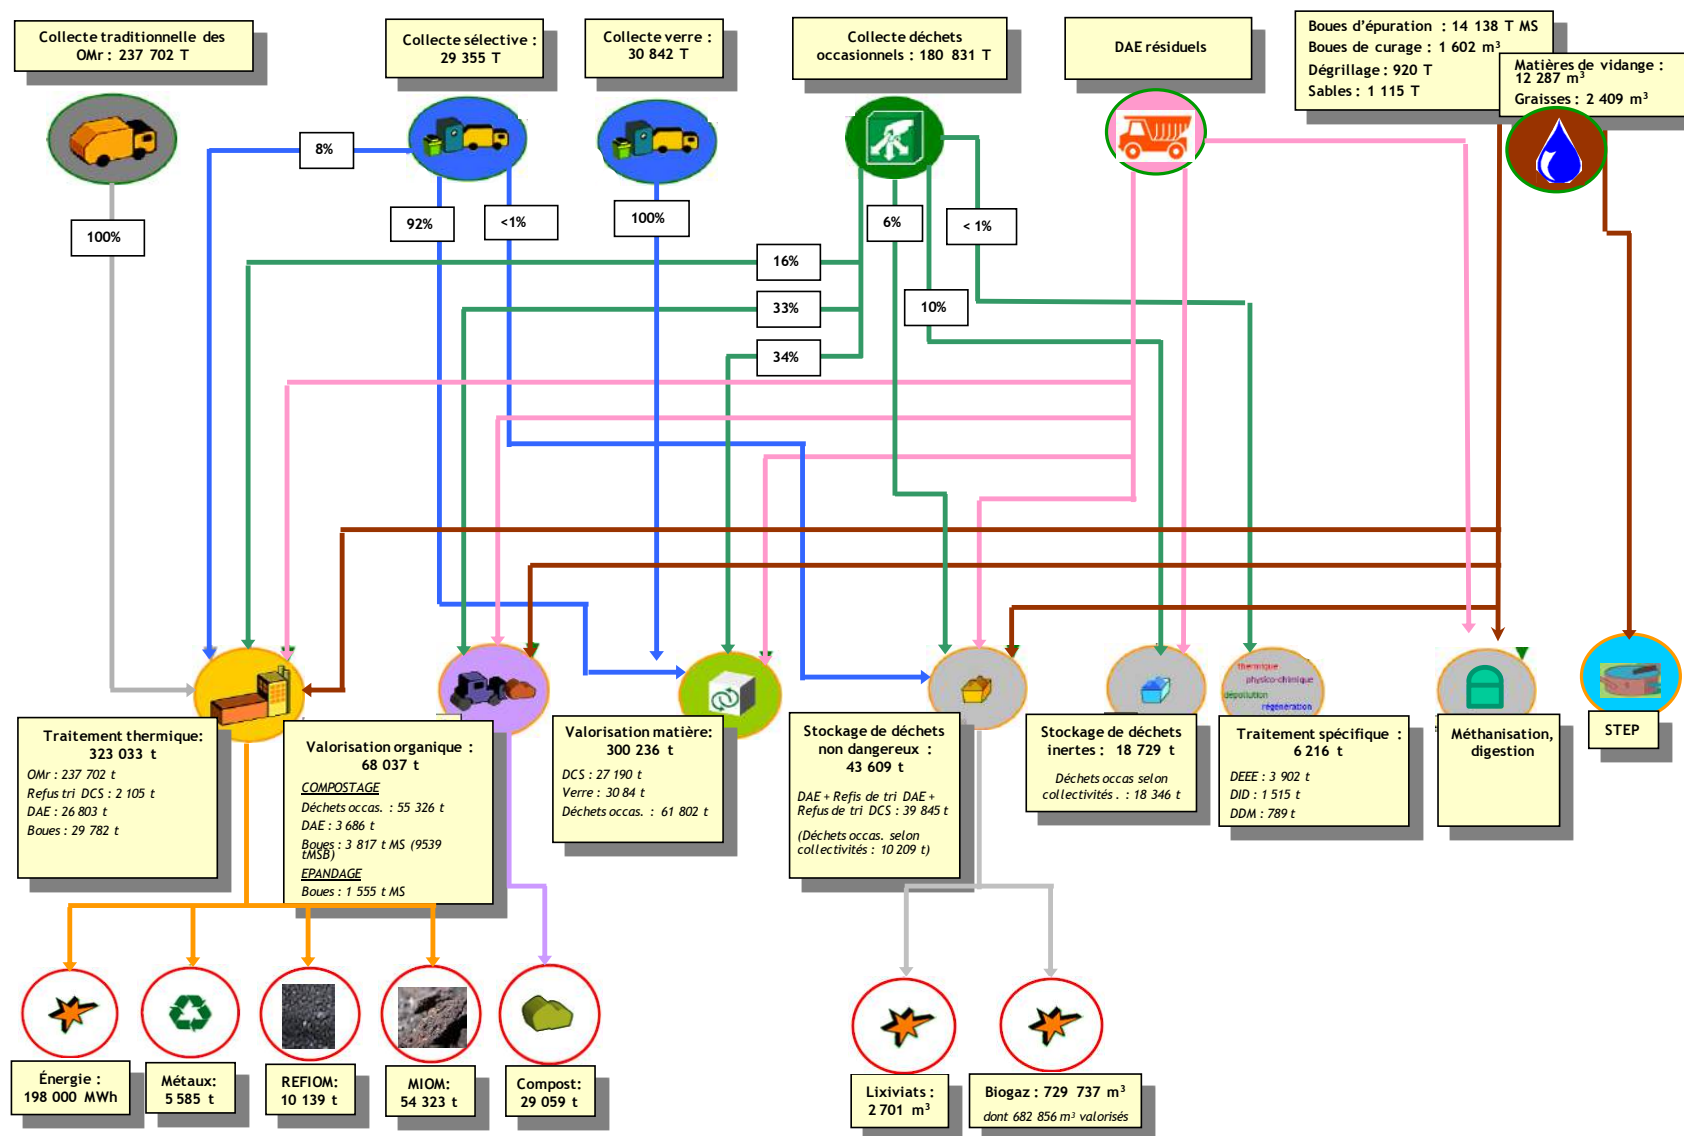 Collecte traditionnelle des
OMr : 237 702 T
Collecte sélective :
29 355 T
Collecte verre :
30 842 T
Collecte déchets
occasionnels : 180 831 T
DAE résiduels
Boues d'épuration : 14 138 T MS
Boues de curage : 1 602 m³
Dégrillage : 920 T
Sables : 1 115 T
Matières de vidange :
12 287 m³
Graisses : 2 409 m³
8%
100%
92%
<1%
100%
6%
< 1%
16%
33%
34%
10%
thermique
physico-chimique
dépollution
régénération
Traitement thermique:
323 033 t
OMr : 237 702 t
Refus tri DCS : 2 105 t
DAE : 26 803 t
Boues : 29 782 t
Valorisation organique :
68 037 t
COMPOSTAGE
Déchets occas. : 55 326 t
DAE : 3 686 t
Boues : 3 817 t MS (9539
tMSB)
EPANDAGE
Boues : 1 555 t MS
Valorisation matière:
300 236 t
DCS : 27 190 t
Verre : 30 84 t
Déchets occas. : 61 802 t
Stockage de déchets
non dangereux :
43 609 t
DAE + Refis de tri DAE +
Refus de tri DCS : 39 845 t
(Déchets occas. selon
collectivités : 10 209 t)
Stockage de déchets
inertes : 18 729 t
Déchets occas selon
collectivités . : 18 346 t
Traitement spécifique :
6 216 t
DEEE : 3 902 t
DID : 1 515 t
DDM : 789 t
Méthanisation,
digestion
STEP
Énergie :
198 000 MWh
Métaux:
5 585 t
REFIOM:
10 139 t
MIOM:
54 323 t
Compost:
29 059 t
Lixiviats :
2 701 m³
Biogaz : 729 737 m³
dont 682 856 m³ valorisés